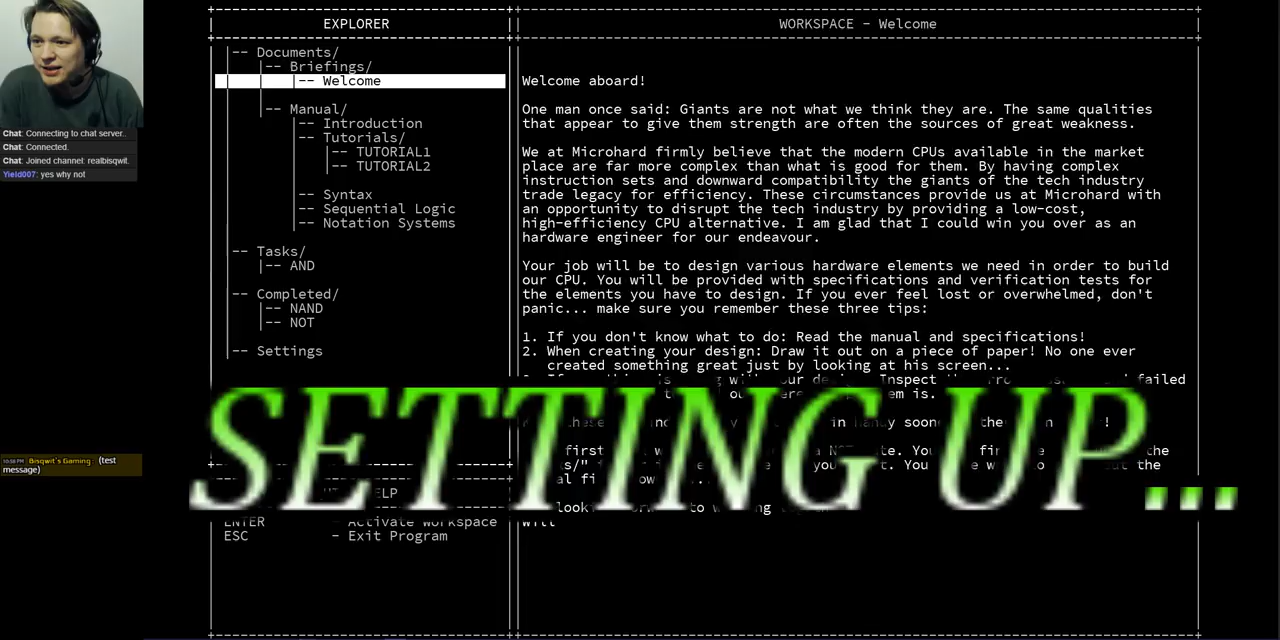 EXPLORER
WORKSPACE - Welcome
|-- Documents/
|-- Briefings/
|-- Welcome
|-- Manual/
|-- Introduction
|-- Tutorials/
|-- TUTORIAL1
|-- TUTORIAL2
|-- Syntax
|-- Sequential Logic
|-- Notation Systems
|-- Tasks/
|-- AND
|-- Completed/
|-- NAND
|-- NOT
|-- Settings
HELP
ENTER - Activate Workspace
ESC - Exit Program
Welcome aboard!
One man once said: Giants are not what we think they are. The same qualities
that appear to give them strength are often the sources of great weakness.
We at Microhard firmly believe that the modern CPUs available in the market
place are far more complex than what is good for them. By having complex
instruction sets and downward compatibility the giants of the tech industry
trade legacy for efficiency. These circumstances provide us at Microhard with
an opportunity to disrupt the tech industry by providing a low-cost,
high-efficiency CPU alternative. I am glad that I could win you over as an
hardware engineer for our endeavour.
Your job will be to design various hardware elements we need in order to build
our CPU. You will be provided with specifications and verification tests for
the elements you have to design. If you ever feel lost or overwhelmed, don't
panic... make sure you remember these three tips:
1. If you don't know what to do: Read the manual and specifications!
2. When creating your design: Draw it out on a piece of paper! No one ever
created something great just by looking at his screen...
failed
Will
SETTING UP...
Chat: Connecting to chat server..
Chat: Connected.
Chat: Joined channel: realbisqwit.
Yield007: yes why not
Bisqwit's Gaming: (test
message)